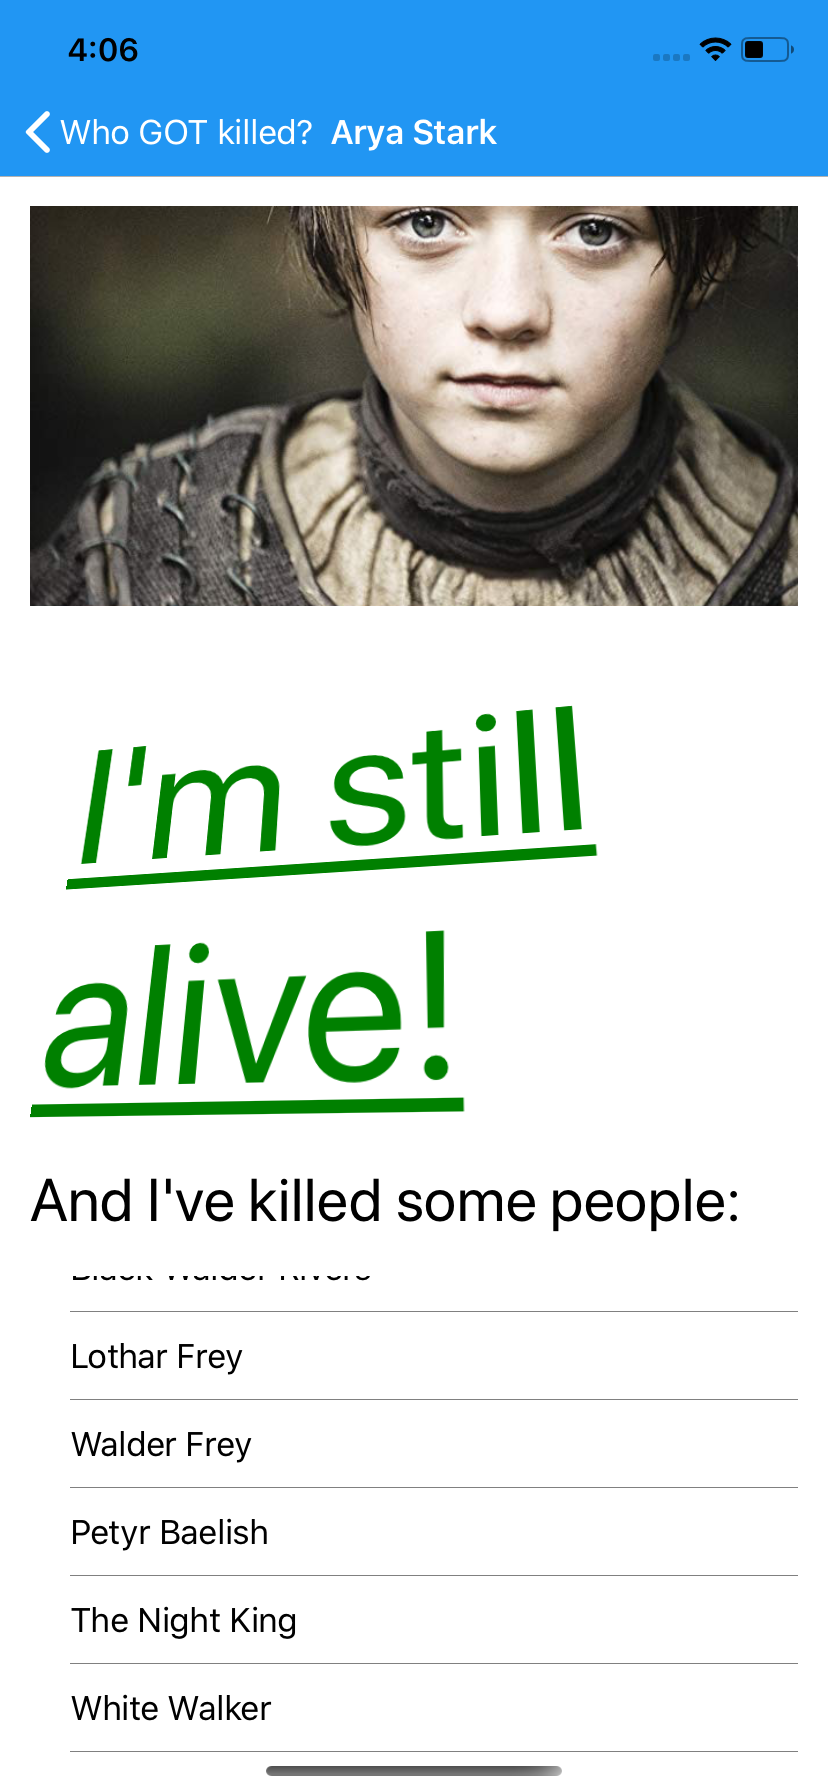 4:06
Who GOT killed? Arya Stark
I'm still
alive!
And I've killed some people:
Lothar Frey
Walder Frey
Petyr Baelish
The Night King
White Walker